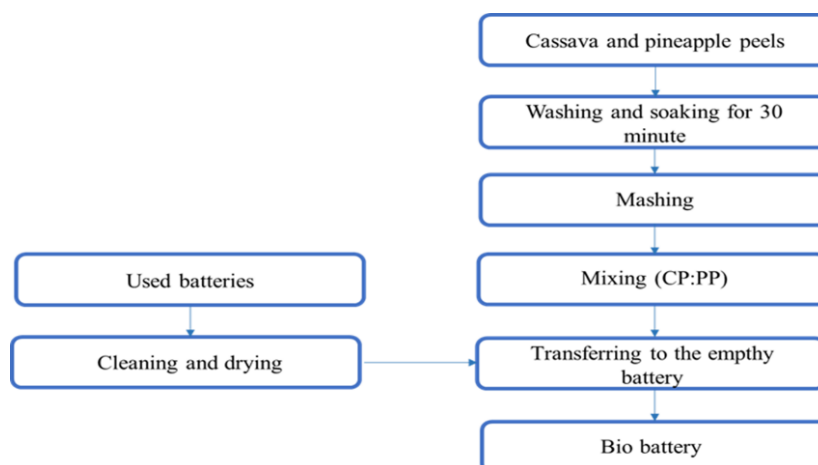 Cassava and pineapple peels
Washing and soaking for 30
minute
Mashing
Used batteries
Mixing (CP:PP)
Cleaning and drying
Transferring to the empthy
battery
Bio battery